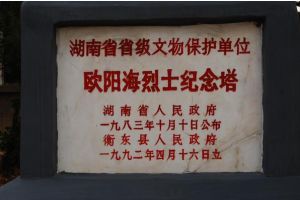 湖南省省级文物保护单位
欧阳海烈士纪念塔
湖南省人民政府
一九八三年十月十日公布
衡东县人民政府
一九九二年四月十六日立